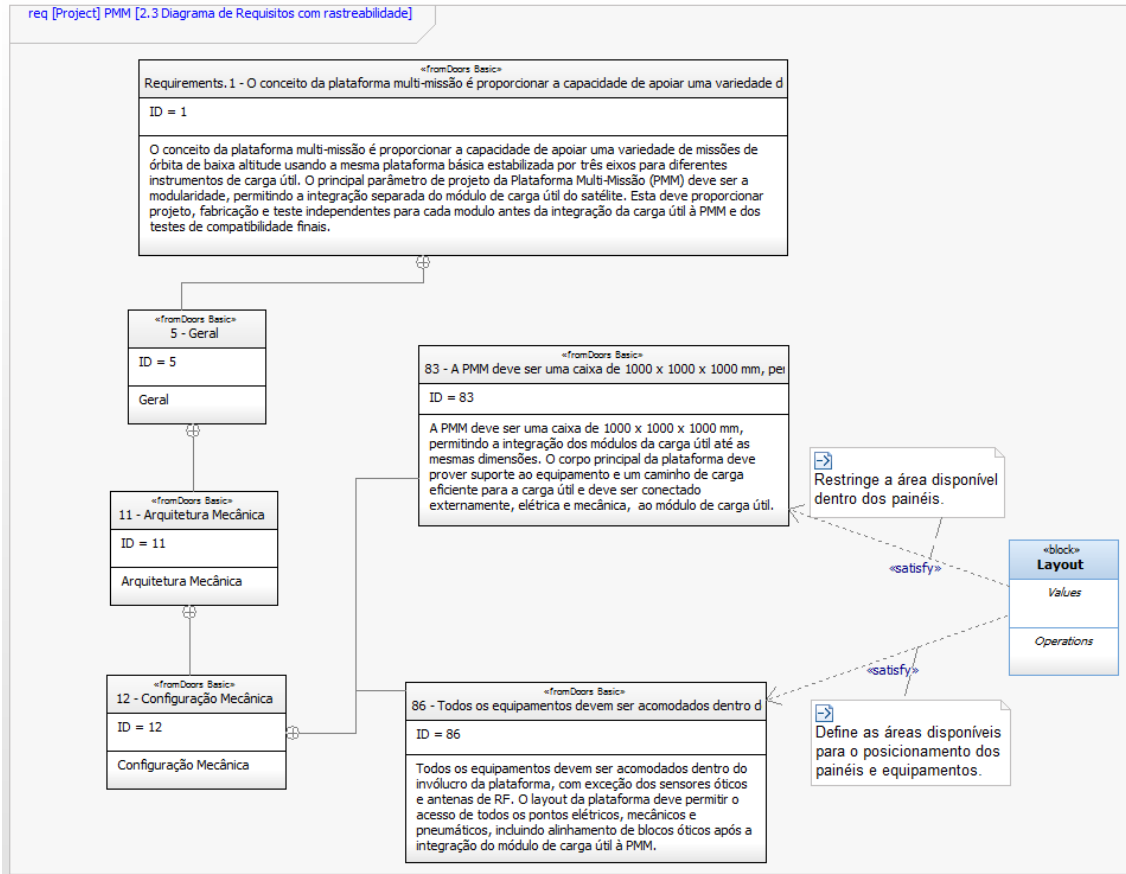 req [Project] PMM [2.3 Diagrama de Requisitos com rastreabilidade]
«fromDoors Basic»
Requirements.1 - O conceito da plataforma multi-missão é proporcionar a capacidade de apoiar uma variedade d
ID = 1
O conceito da plataforma multi-missão é proporcionar a capacidade de apoiar uma variedade de missões de
órbita de baixa altitude usando a mesma plataforma básica estabilizada por três eixos para diferentes
instrumentos de carga útil. O principal parâmetro de projeto da Plataforma Multi-Missão (PMM) deve ser a
modularidade, permitindo a integração separada do módulo de carga útil do satélite. Esta deve proporcionar
projeto, fabricação e teste independentes para cada modulo antes da integração da carga útil à PMM e dos
testes de compatibilidade finais.
«fromDoors Basic»
5 - Geral
ID = 5
Geral
«fromDoors Basic»
83 - A PMM deve ser uma caixa de 1000 x 1000 x 1000 mm, per
ID = 83
A PMM deve ser uma caixa de 1000 x 1000 x 1000 mm,
permitindo a integração dos módulos da carga útil até as
mesmas dimensões. O corpo principal da plataforma deve
prover suporte ao equipamento e um caminho de carga
eficiente para a carga útil e deve ser conectado
externamente, elétrica e mecânica, ao módulo de carga útil.
Restringe a área disponível
dentro dos painéis.
«fromDoors Basic»
11 - Arquitetura Mecânica
ID = 11
Arquitetura Mecânica
«satisfy»
«block»
Layout
Values
Operations
«satisfy»
«fromDoors Basic»
12 - Configuração Mecânica
ID = 12
Configuração Mecânica
«fromDoors Basic»
86 - Todos os equipamentos devem ser acomodados dentro d
ID = 86
Todos os equipamentos devem ser acomodados dentro do
invólucro da plataforma, com exceção dos sensores óticos
e antenas de RF. O layout da plataforma deve permitir o
acesso de todos os pontos elétricos, mecânicos e
pneumáticos, incluindo alinhamento de blocos óticos após a
integração do módulo de carga útil à PMM.
Define as áreas disponíveis
para o posicionamento dos
painéis e equipamentos.